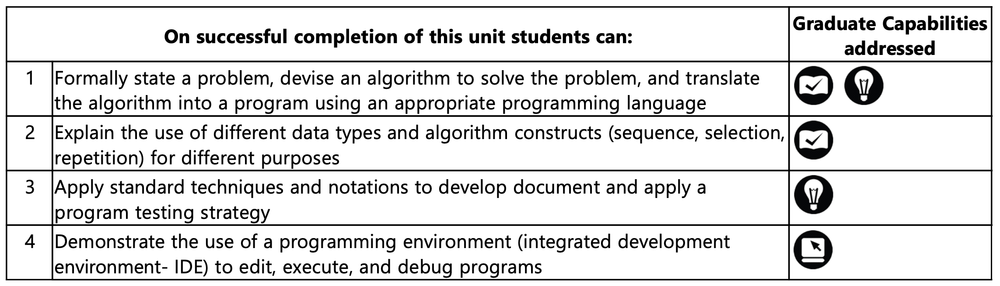 On successful completion of this unit students can:
Graduate Capabilities
addressed
1
Formally state a problem, devise an algorithm to solve the problem, and translate
the algorithm into a program using an appropriate programming language
2
Explain the use of different data types and algorithm constructs (sequence, selection,
repetition) for different purposes
3
Apply standard techniques and notations to develop document and apply a
program testing strategy
4
Demonstrate the use of a programming environment (integrated development
environment- IDE) to edit, execute, and debug programs